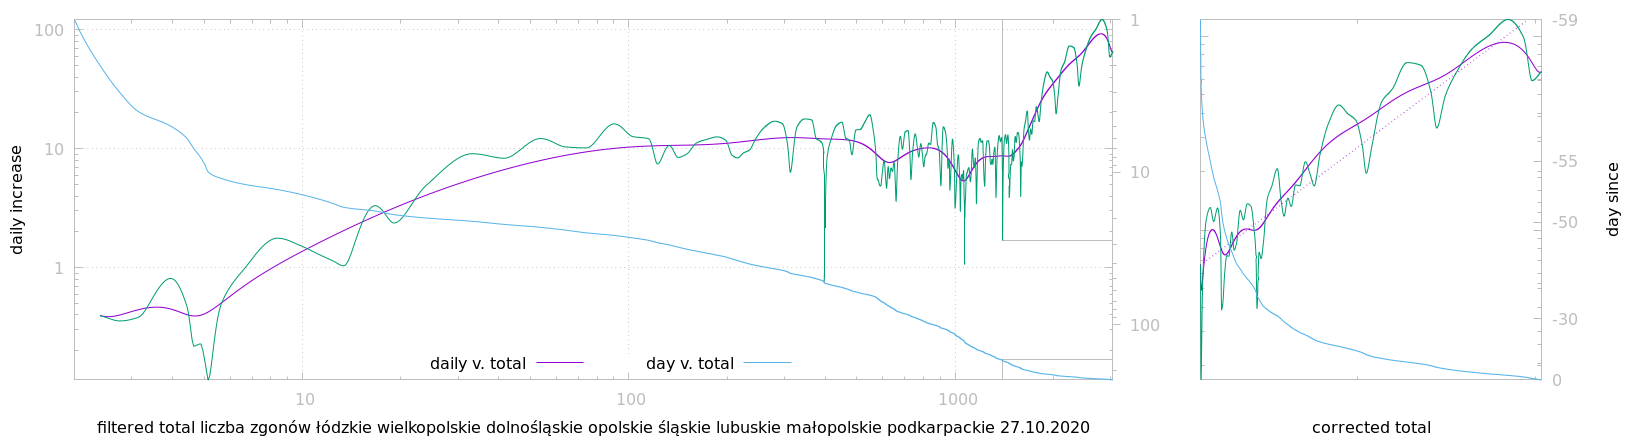 100
10
1
daily increase
1
10
100
daily v. total
day v. total
10
100
1000
filtered total liczba zgonów łódzkie wielkopolskie dolnośląskie opolskie śląskie lubuskie małopolskie podkarpackie 27.10.2020
-59
-55
-50
-30
0
day since
corrected total